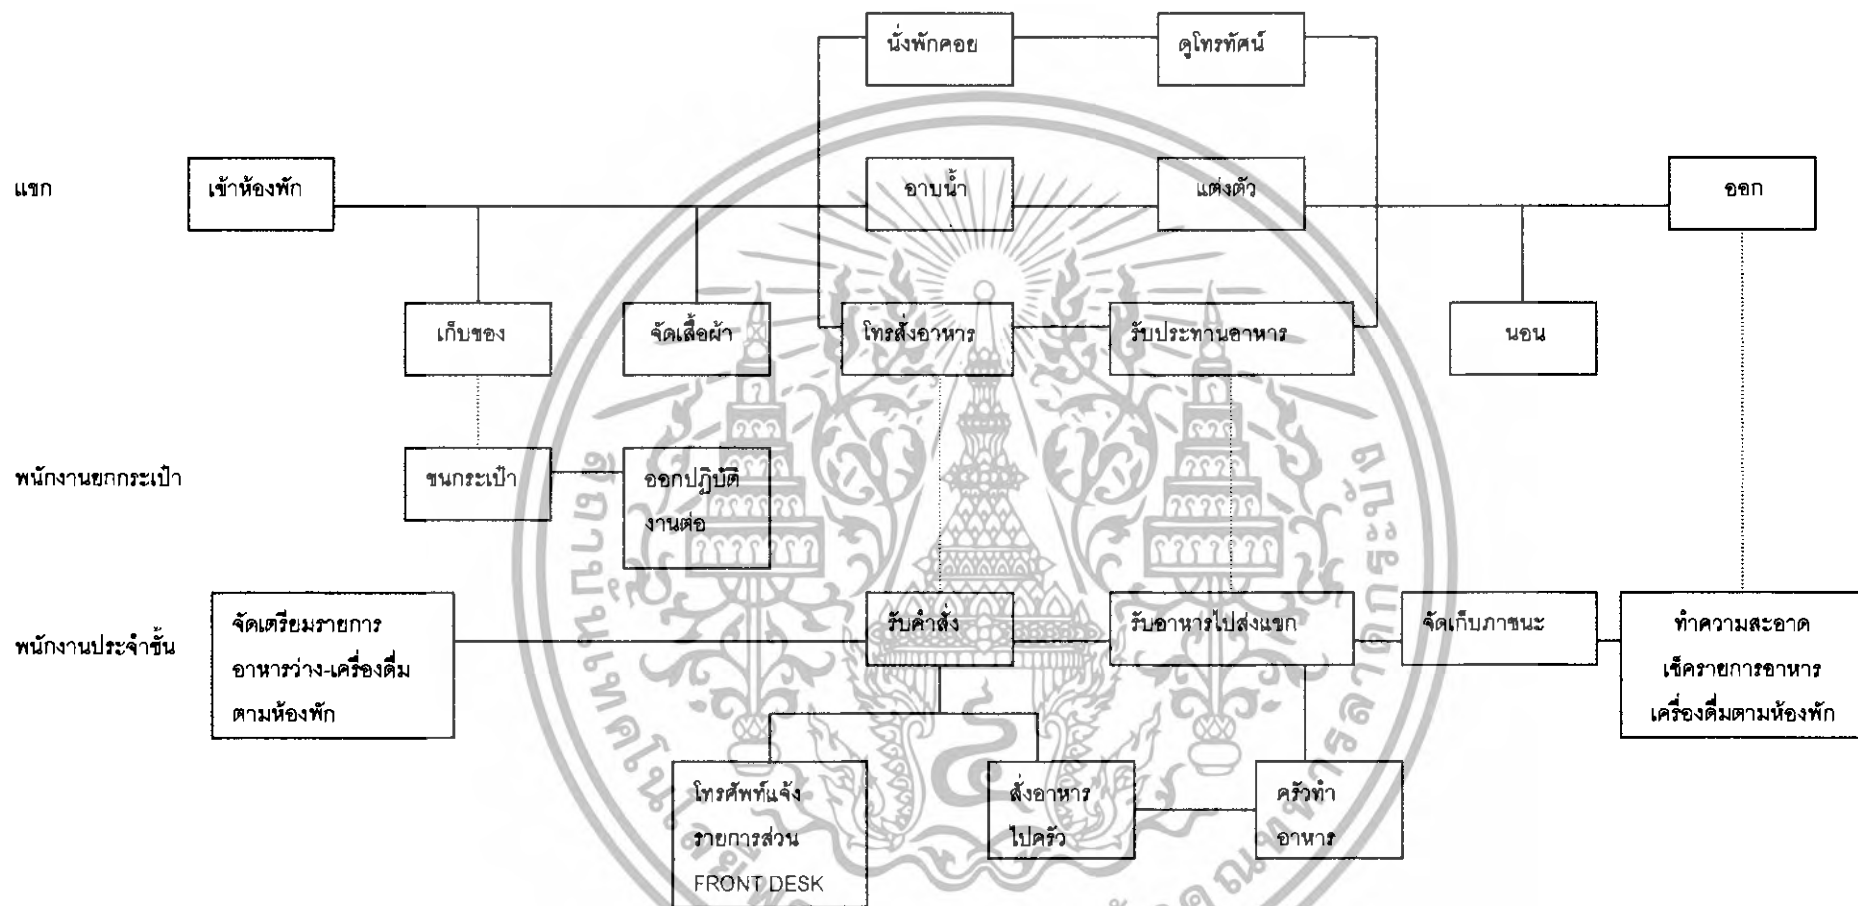 นั่งพักคอย
ดูโทรทัศน์
แขก
เข้าห้องพัก
อาบน้ำ
แต่งตัว
ออก
เก็บของ
จัดเสื้อผ้า
โทรสั่งอาหาร
รับประทานอาหาร
นอน
พนักงานยกกระเป๋า
ขนกระเป๋า
ออกปฏิบัติ
งานต่อ
พนักงานประจำชั้น
จัดเตรียมรายการ
อาหารว่าง-เครื่องดื่ม
ตามห้องพัก
รับคำสั่ง
รับอาหารไปส่งแขก
จัดเก็บภาชนะ
ทำความสะอาด
เช็ครายการอาหาร
เครื่องดื่มตามห้องพัก
โทรศัพท์แจ้ง
รายการส่วน
FRONT DESK
สั่งอาหาร
ไปครัว
ครัวทำ
อาหาร